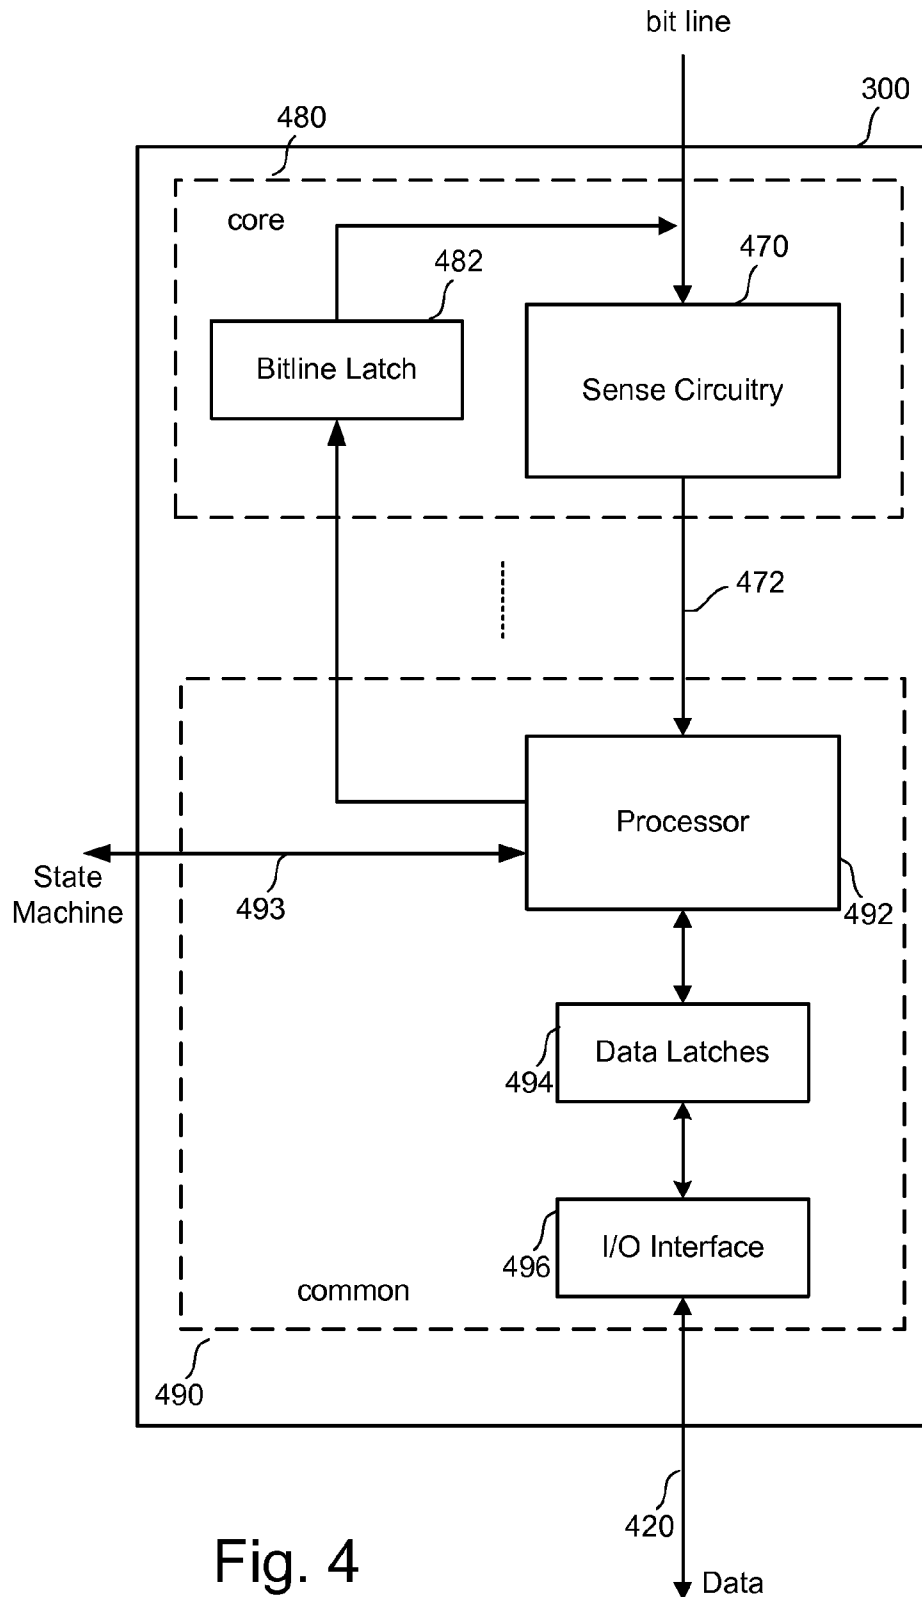 bit line
300
480
core
482
470
Bitline Latch
Sense Circuitry
472
Processor
State
Machine
493
492
Data Latches
494
I/O Interface
496
common
490
420
Fig. 4
Data